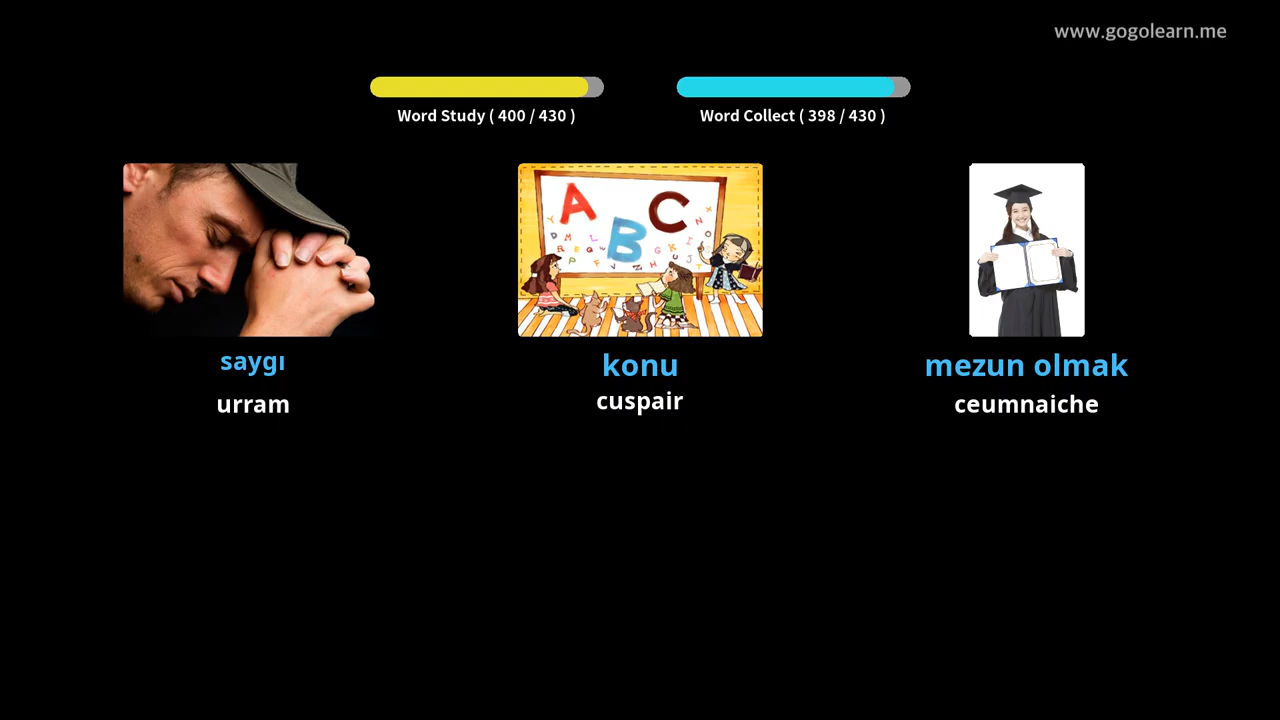 www.gogolearn.me
Word Study ( 400 / 430 )
Word Collect ( 398 / 430 )
A B C
saygı
konu
mezun olmak
urram
cuspair
ceumnaiche